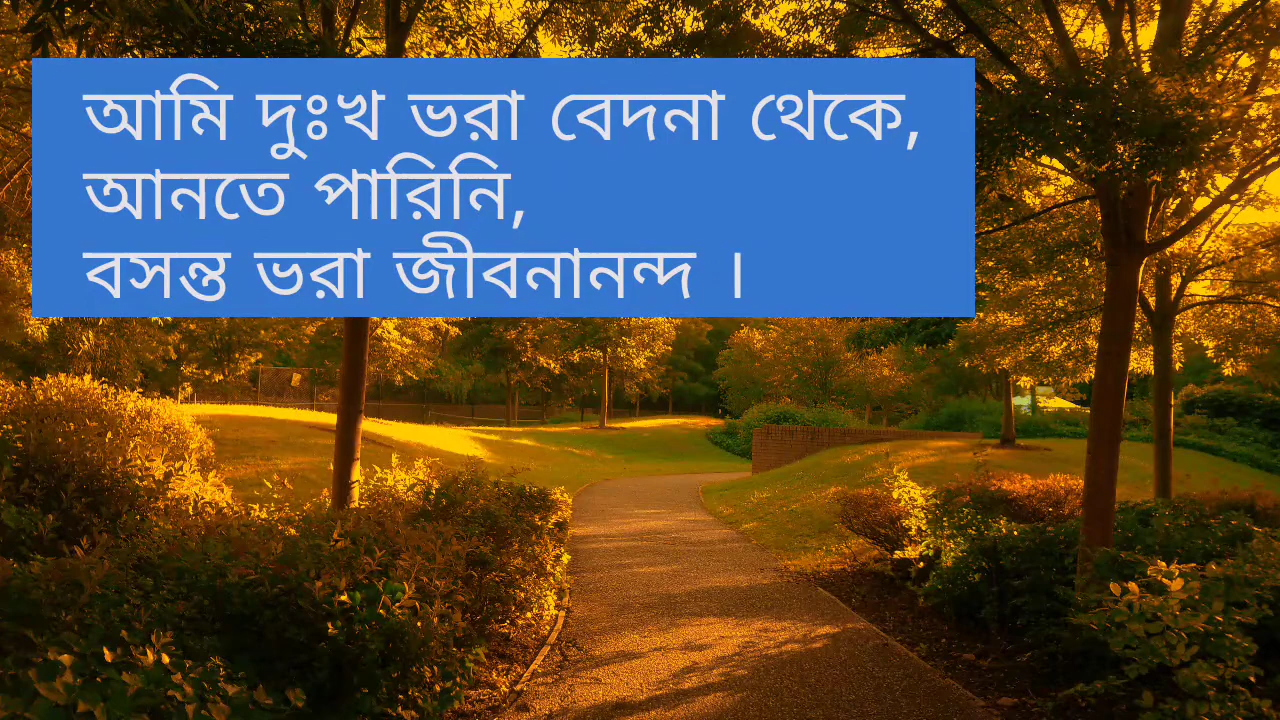 আমি দুঃখ ভরা বেদনা থেকে,
আনতে পারিনি,
বসন্ত ভরা জীবনানন্দ ।